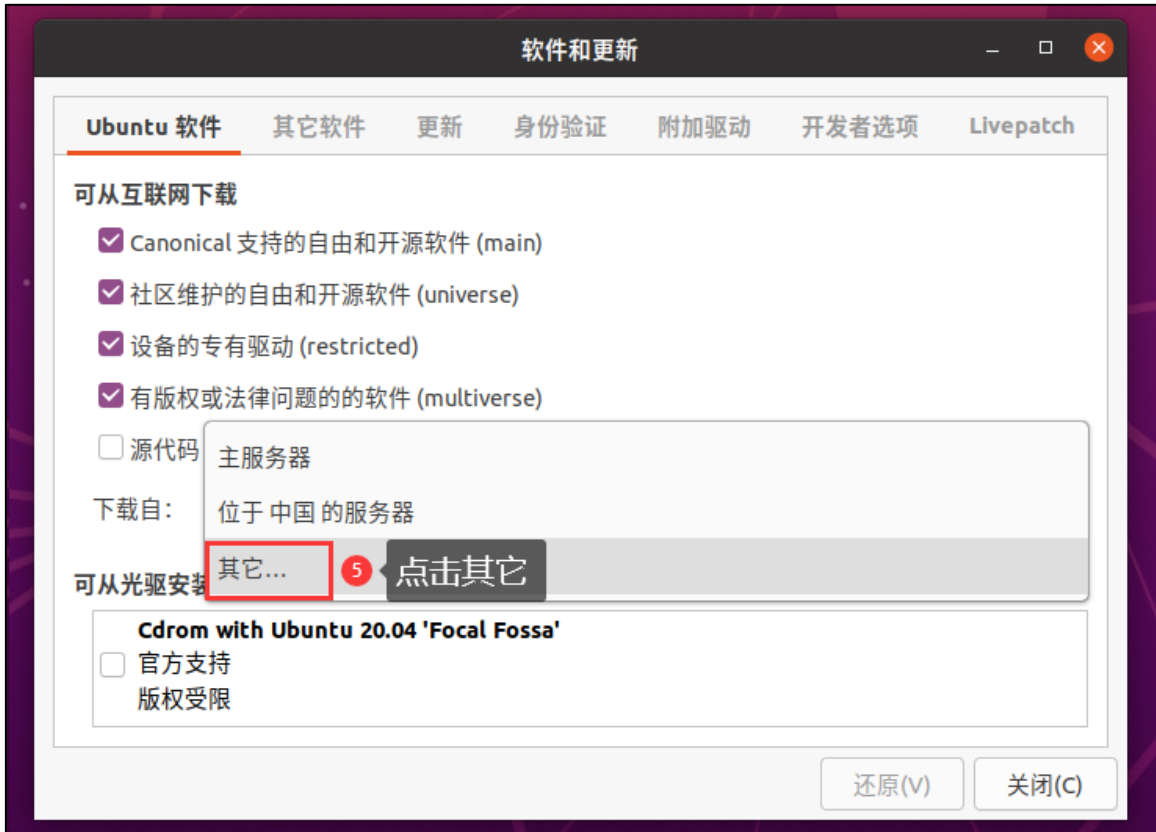 软件和更新
Ubuntu 软件 其它软件 更新 身份验证 附加驱动 开发者选项 Livepatch
可从互联网下载
Canonical 支持的自由和开源软件 (main)
社区维护的自由和开源软件 (universe)
设备的专有驱动 (restricted)
有版权或法律问题的的软件 (multiverse)
源代码
主服务器
下载自：
位于 中国 的服务器
其它... 5 点击其它
可从光驱安装
Cdrom with Ubuntu 20.04 'Focal Fossa'
官方支持
版权受限
还原(V) 关闭(C)